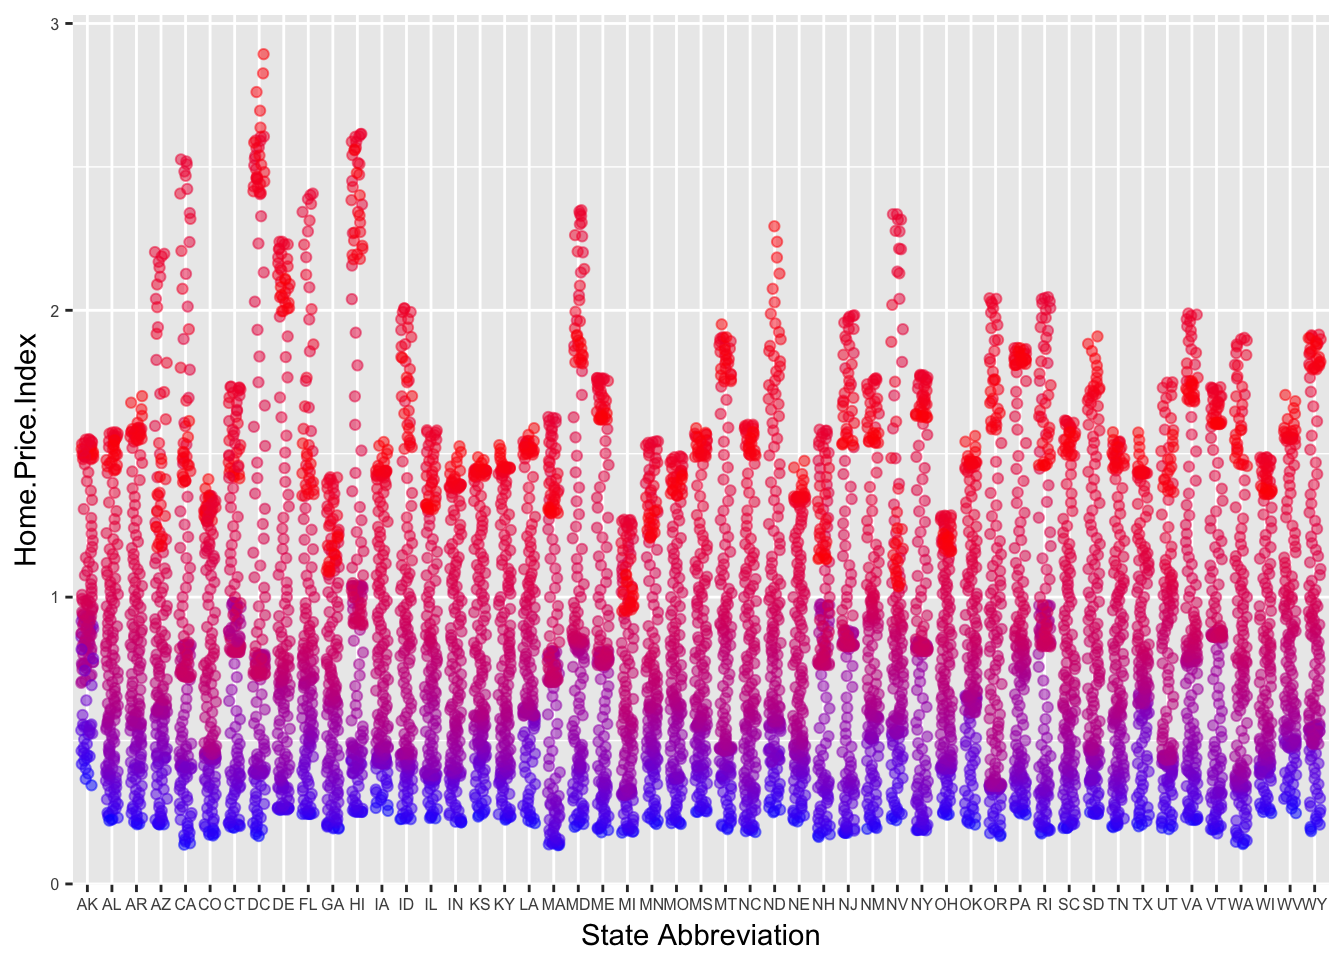 3
2
1
0
Home.Price.Index
AK AL AR AZ CA CO CT DC DE FL GA HI IA ID IL IN KS KY LA MA MD ME MI MN MO MS MT NC ND NE NH NJ NM NV NY OH OK OR PA RI SC SD TN TX UT VA VT WA WI WV WY
State Abbreviation